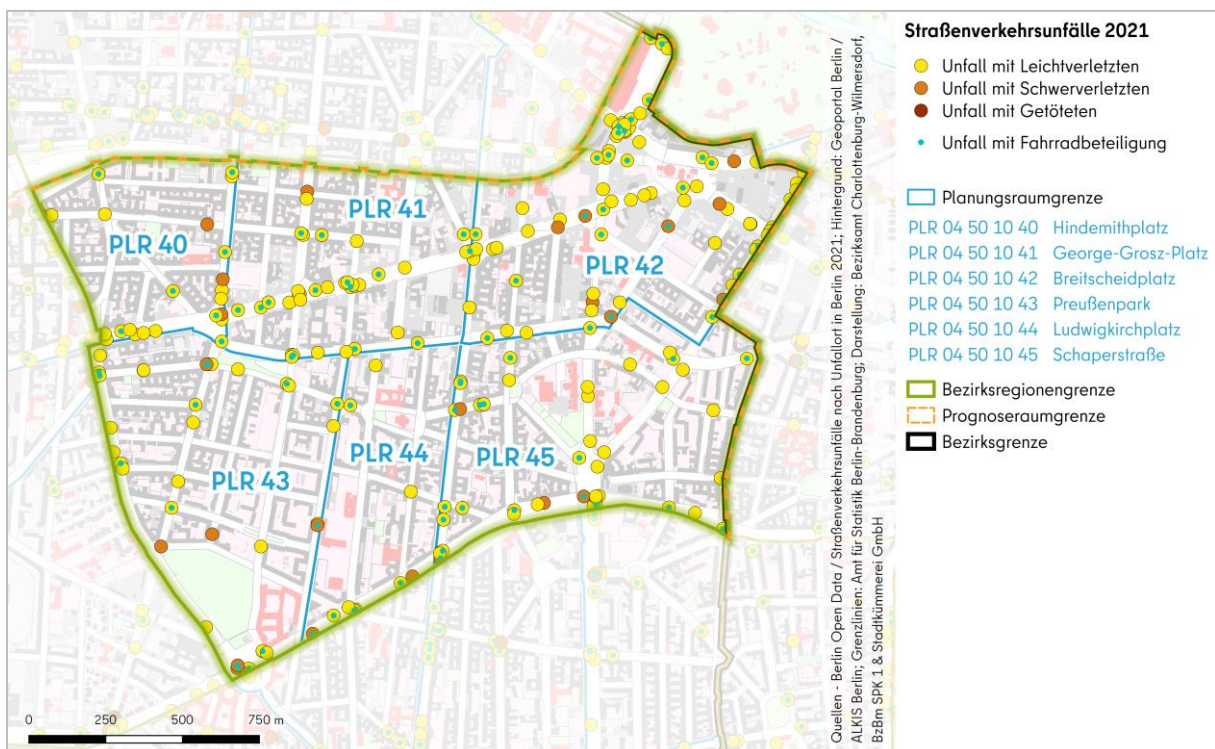 Straßenverkehrsunfälle 2021
Unfall mit Leichtverletzten
Unfall mit Schwerverletzten
Unfall mit Getöteten
Unfall mit Fahrradbeteiligung
Planungsraumgrenze
PLR 04 50 10 40 Hindemithplatz
PLR 04 50 10 41 George-Grosz-Platz
PLR 04 50 10 42 Breitscheidplatz
PLR 04 50 10 43 Preußenpark
PLR 04 50 10 44 Ludwigkirchplatz
PLR 04 50 10 45 Schaperstraße
Bezirksregionengrenze
Prognoseraumgrenze
Bezirksgrenze
PLR 41
PLR 40
PLR 42
PLR 44
PLR 45
PLR 43
0 250 500 750 m
Quellen - Berlin Open Data / Straßenverkehrsunfälle nach Unfallort in Berlin 2021; Hintergrund: Geoportal Berlin /
ALKIS Berlin; Grenzlinien: Amt für Statistik Berlin-Brandenburg; Darstellung: Bezirksamt Charlottenburg-Wilmersdorf,
BzBm SPK 1 & Stadtkümmerei GmbH